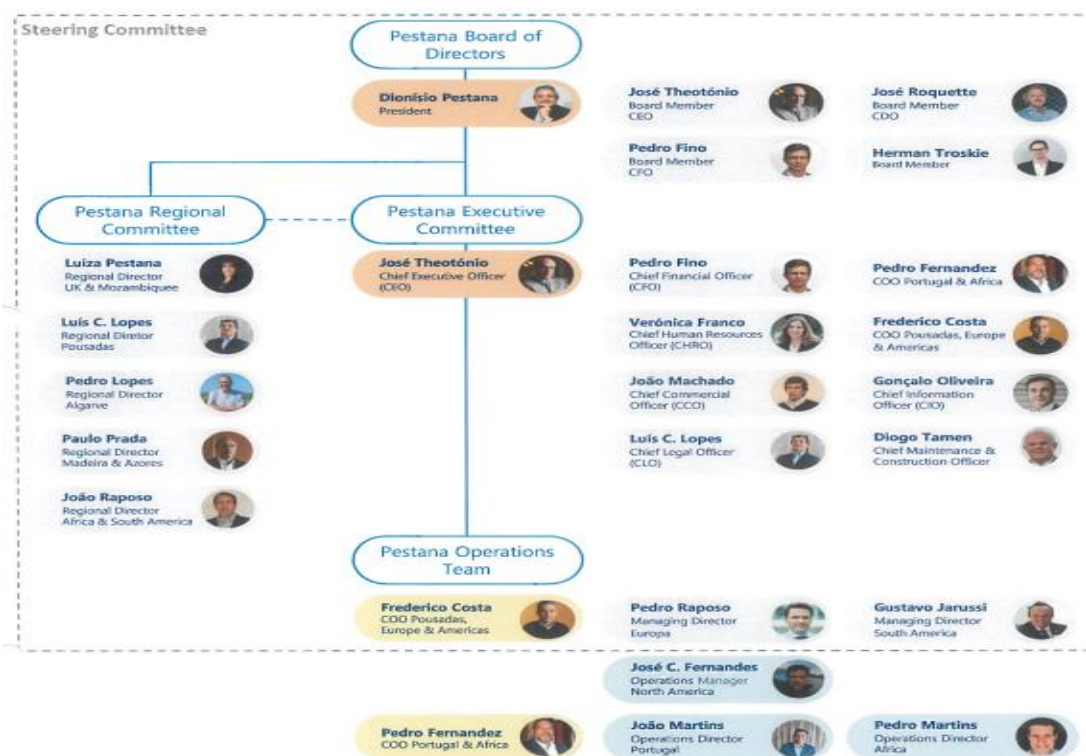 Steering Committee
Pestana Board of
Directors
Dionísio Pestana
President
José Theotónio
Board Member
CEO
José Roquette
Board Member
CDO
Pedro Fino
Board Member
CFO
Herman Troskie
Board Member
Pestana Regional
Committee
Pestana Executive
Committee
Luiza Pestana
Regional Director
UK & Mozambiquee
José Theotónio
Chief Executive Officer
(CEO)
Pedro Fino
Chief Financial Officer
(CFO)
Pedro Fernandez
COO Portugal & Africa
Luís C. Lopes
Regional Diretor
Pousadas
Verónica Franco
Chief Human Resources
Officer (CHRO)
Frederico Costa
COO Pousadas, Europe
& Americas
Pedro Lopes
Regional Director
Algarve
João Machado
Chief Commercial
Officer (CCO)
Gonçalo Oliveira
Chief Information
Officer (CIO)
Paulo Prada
Regional Director
Madeira & Azores
Luís C. Lopes
Chief Legal Officer
(CLO)
Diogo Tamen
Chief Maintenance &
Construction Officer
João Raposo
Regional Director
Africa & South America
Pestana Operations
Team
Frederico Costa
COO Pousadas,
Europe & Americas
Pedro Raposo
Managing Director
Europa
Gustavo Jarussi
Managing Director
South America
José C. Fernandes
Operations Manager
North America
Pedro Fernandez
COO Portugal & Africa
João Martins
Operations Director
Portugal
Pedro Martins
Operations Director
Africa